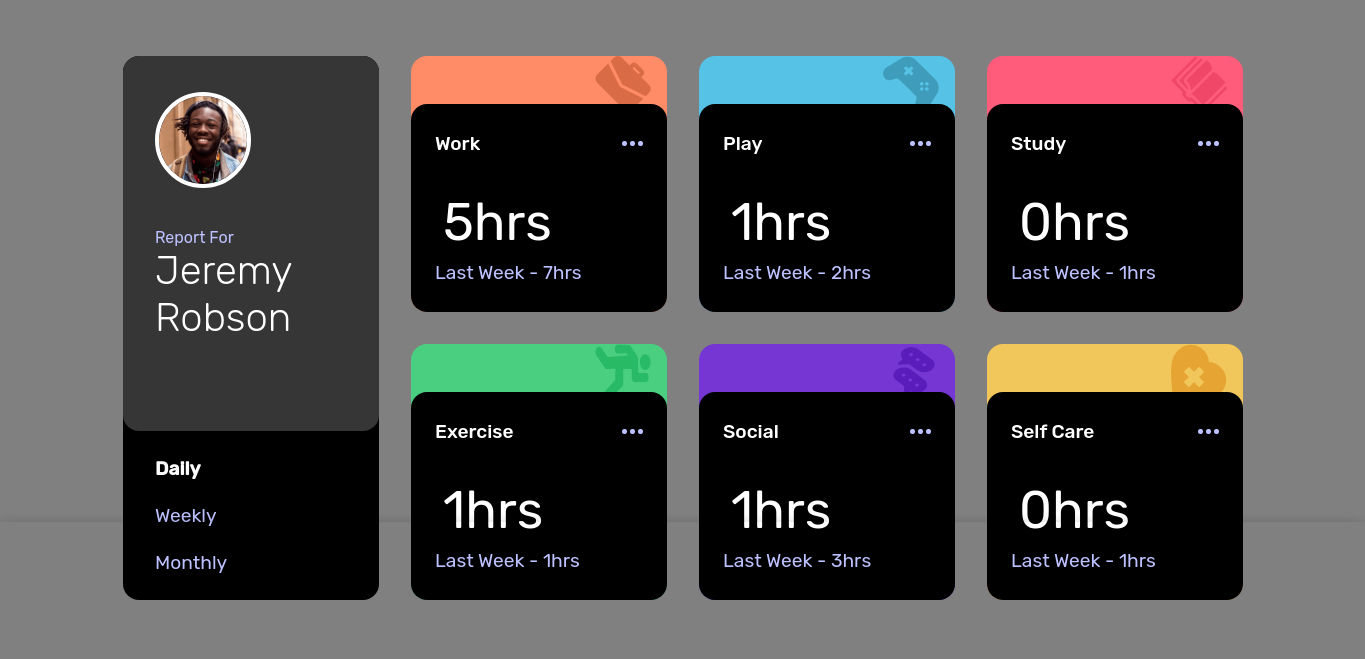 Report For
Jeremy
Robson
Daily
Weekly
Monthly
Work
5hrs
Last Week - 7hrs
Play
1hrs
Last Week - 2hrs
Study
0hrs
Last Week - 1hrs
Exercise
1hrs
Last Week - 1hrs
Social
1hrs
Last Week - 3hrs
Self Care
0hrs
Last Week - 1hrs